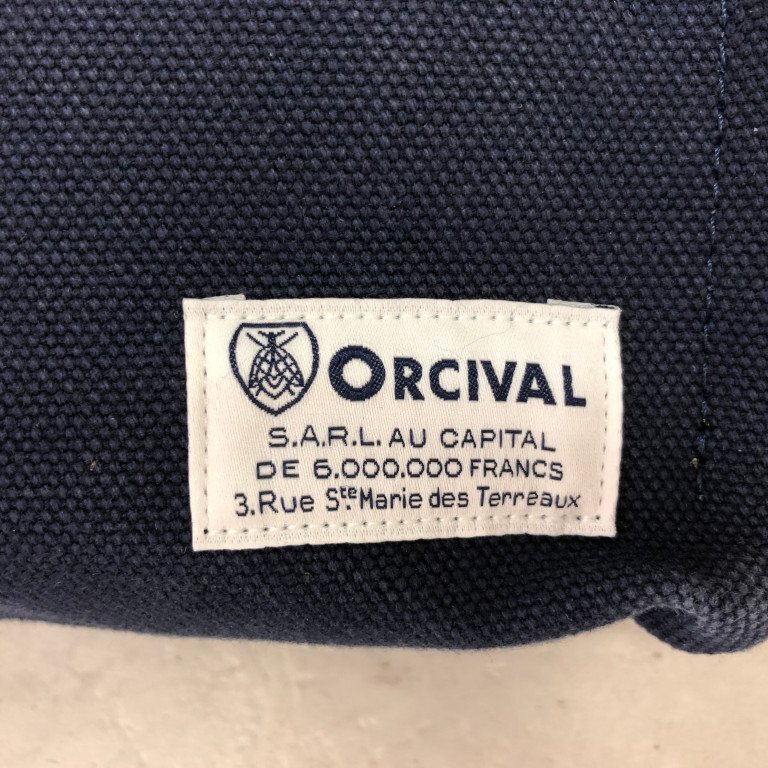 ORCIVAL
S.A.R.L. AU CAPITAL
DE 6.000.000 FRANCS
3.Rue Ste Marie des Terreaux